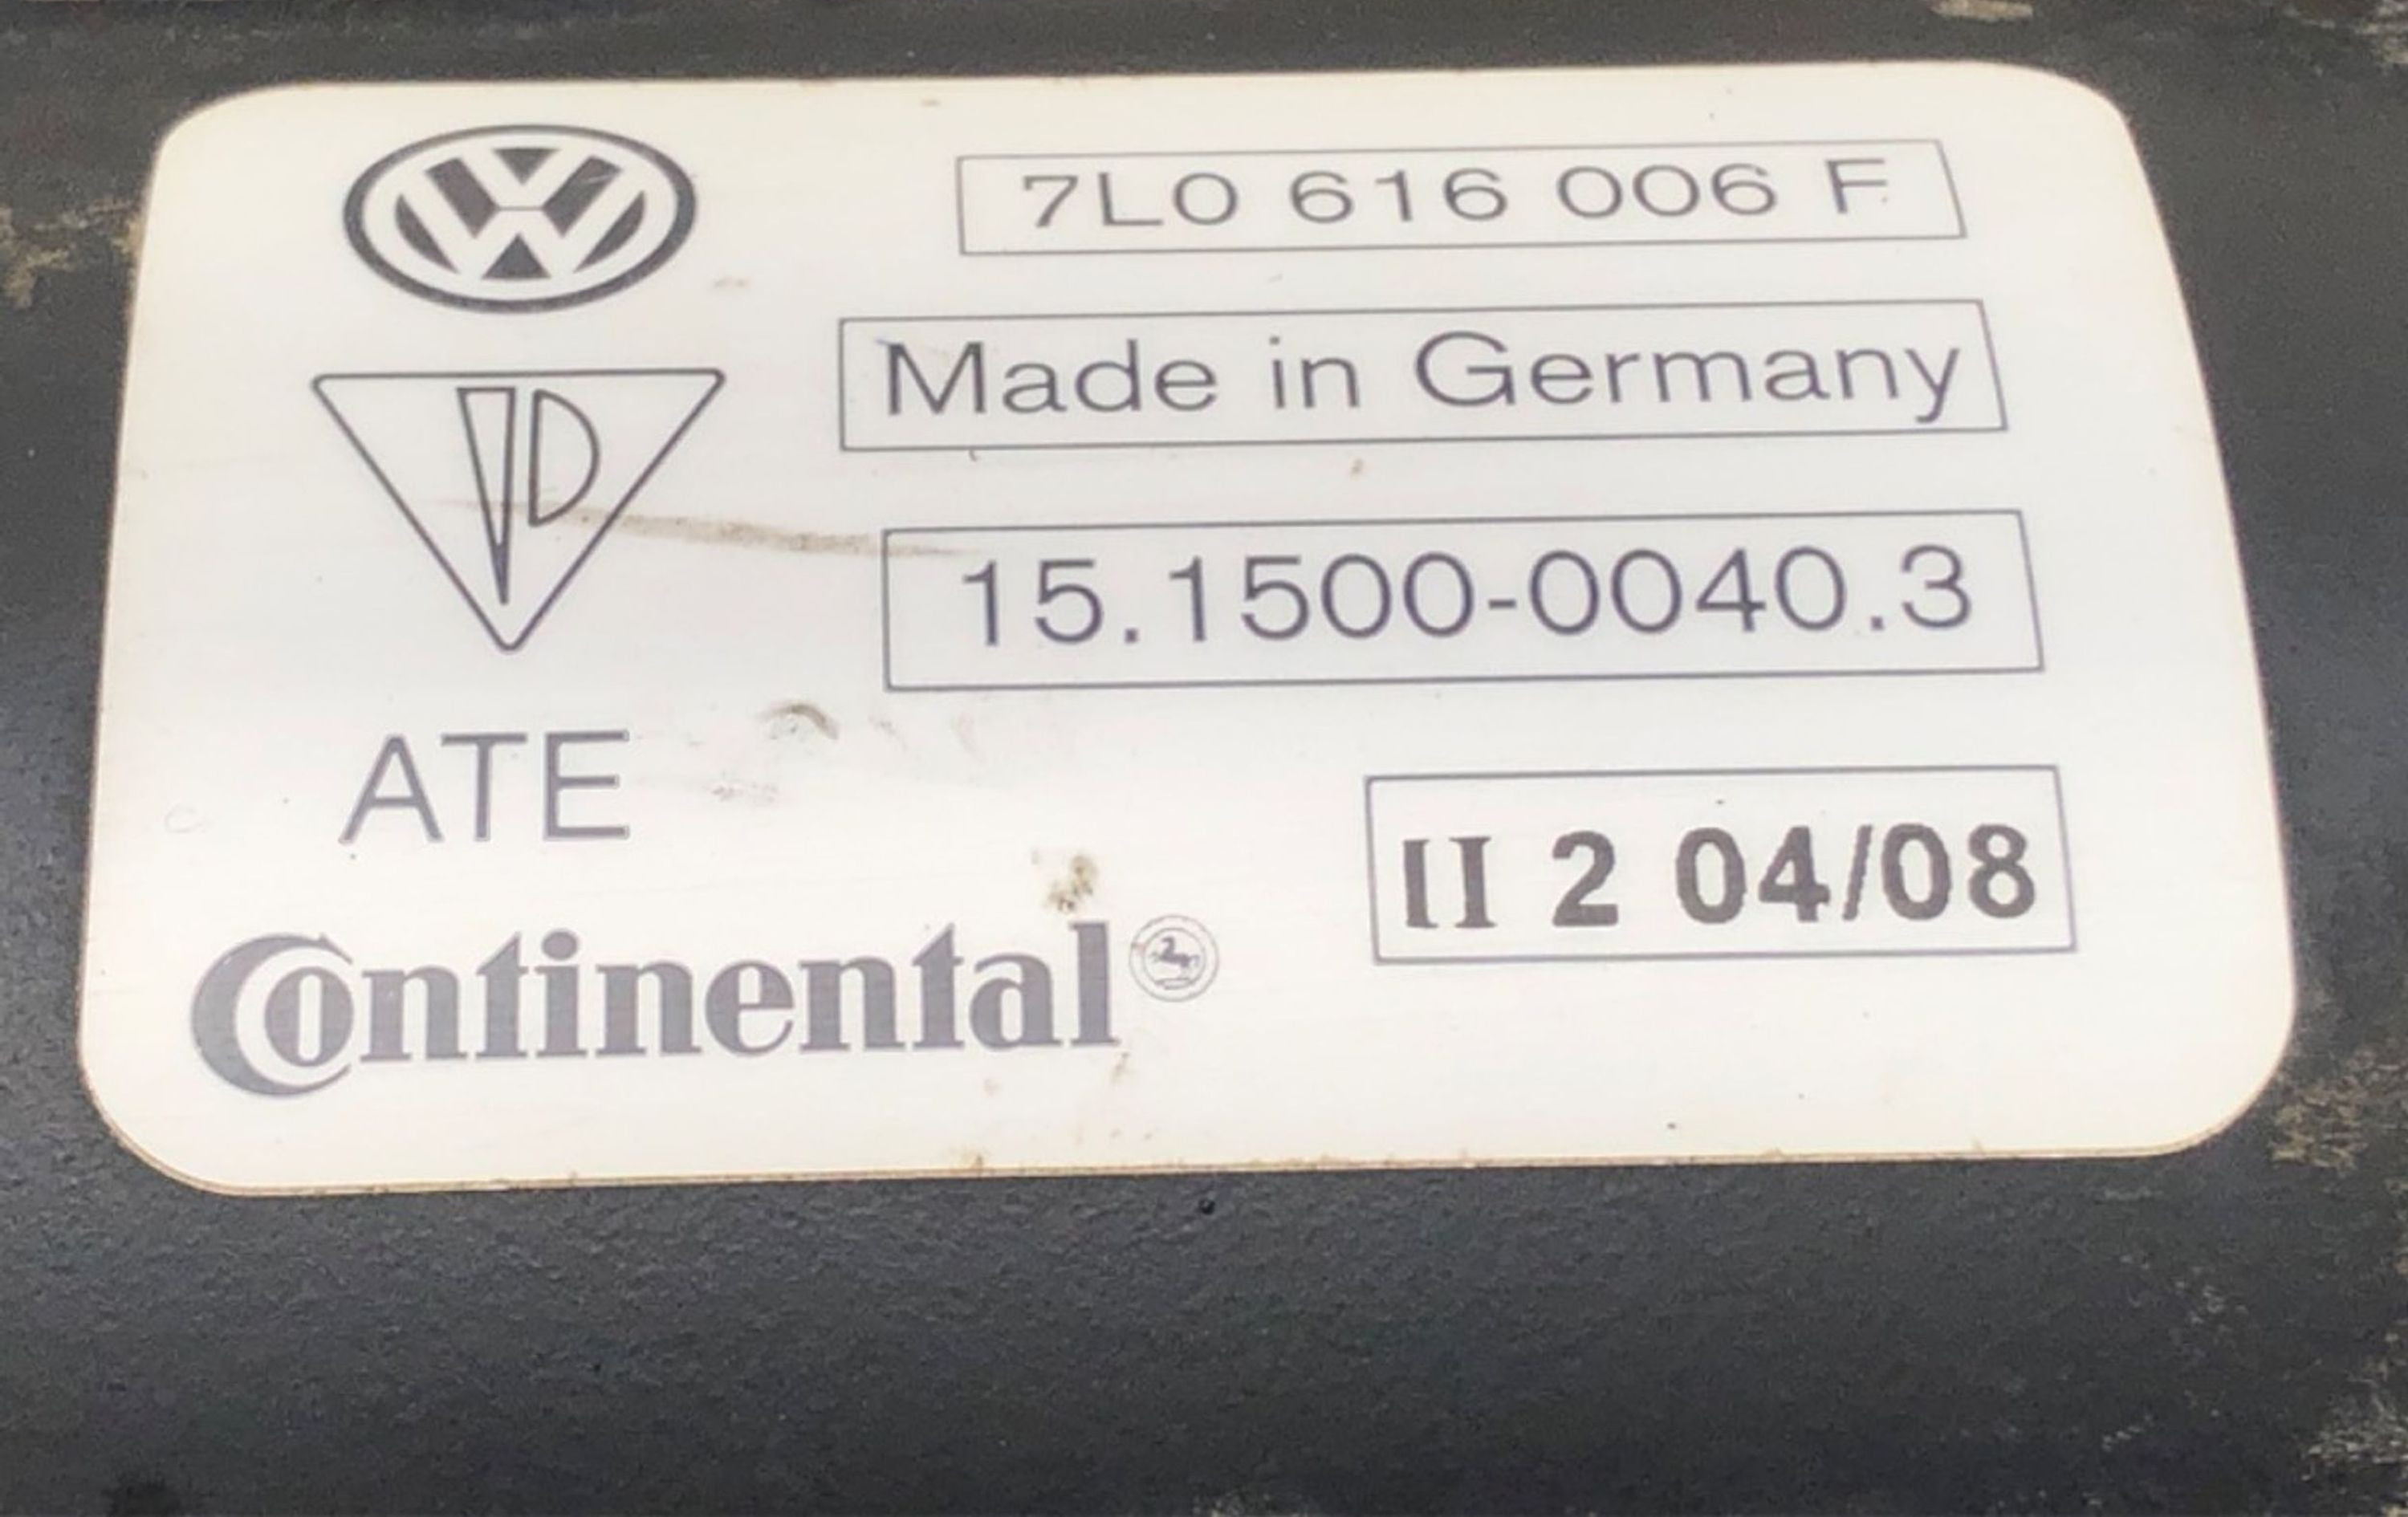 7L0 616 006 F
Made in Germany
15.1500-0040.3
ATE
II 2 04/08
Continental